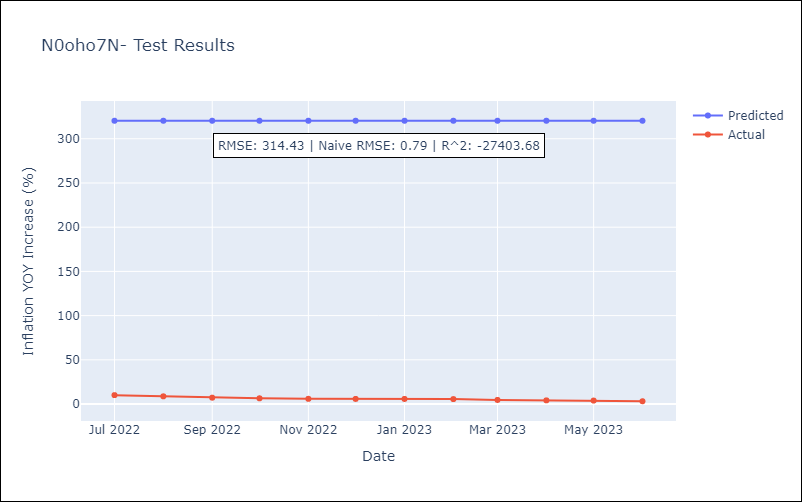 N0oho7N- Test Results
Predicted
Actual
RMSE: 314.43 | Naive RMSE: 0.79 | R^2: -27403.68
Inflation YOY Increase (%)
300
250
200
150
100
50
0
Jul 2022 Sep 2022 Nov 2022 Jan 2023 Mar 2023 May 2023
Date